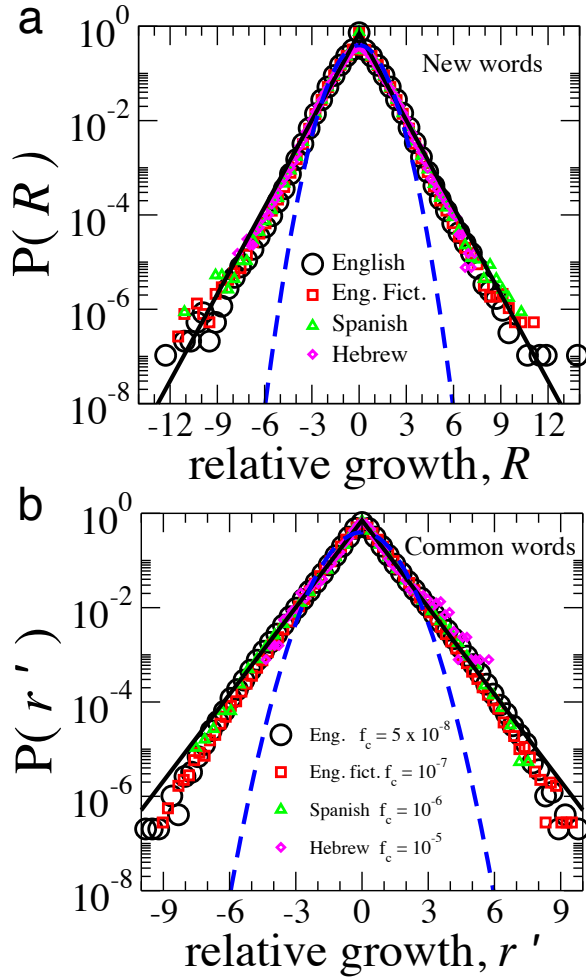 a
New words
P(R)
10^0
10^-2
10^-4
10^-6
10^-8
English
Eng. Fict.
Spanish
Hebrew
-12 -9 -6 -3 0 3 6 9 12
relative growth, R
b
Common words
P(r')
10^0
10^-2
10^-4
10^-6
10^-8
Eng. f_c = 5 x 10^-8
Eng. fict. f_c = 10^-7
Spanish f_c = 10^-6
Hebrew f_c = 10^-5
-9 -6 -3 0 3 6 9
relative growth, r'